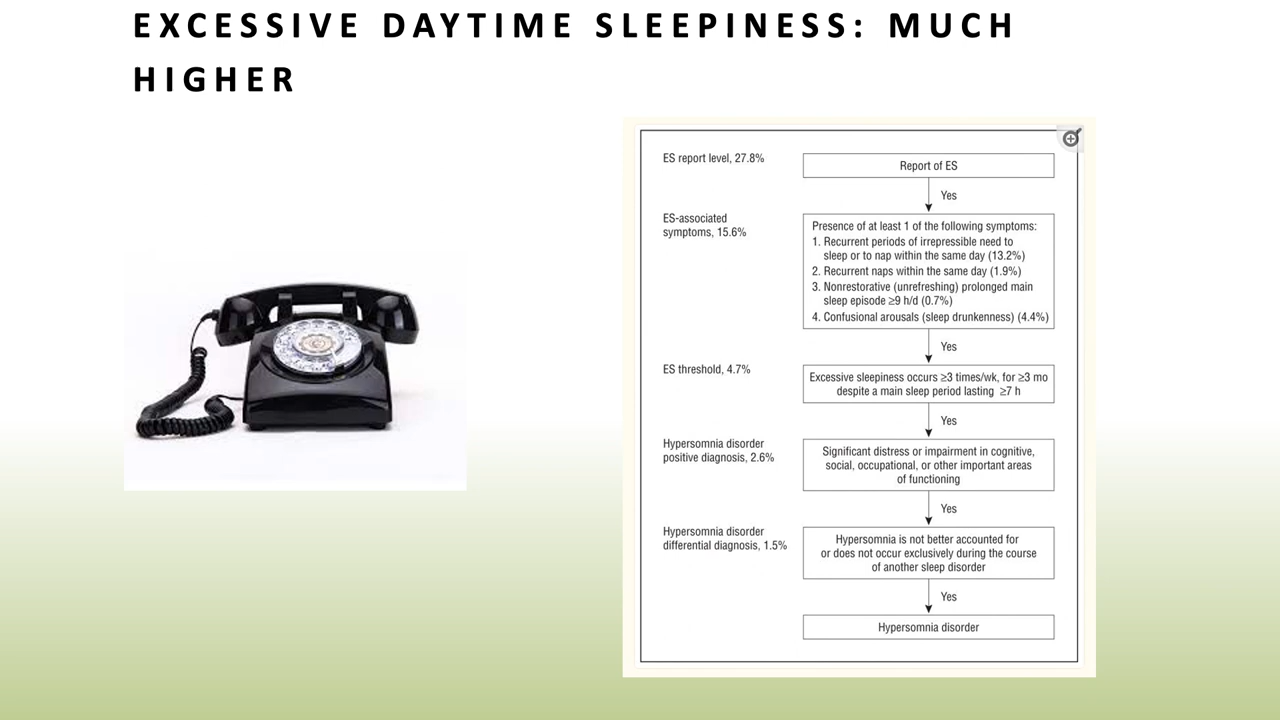 EXCESSIVE DAYTIME SLEEPINESS: MUCH
HIGHER
ES report level, 27.8%
Report of ES
Yes
ES-associated
symptoms, 15.6%
Presence of at least 1 of the following symptoms:
1. Recurrent periods of irrepressible need to
sleep or to nap within the same day (13.2%)
2. Recurrent naps within the same day (1.9%)
3. Nonrestorative (unrefreshing) prolonged main
sleep episode ≥9 h/d (0.7%)
4. Confusional arousals (sleep drunkenness) (4.4%)
Yes
ES threshold, 4.7%
Excessive sleepiness occurs ≥3 times/wk, for ≥3 mo
despite a main sleep period lasting ≥7 h
Yes
Hypersomnia disorder
positive diagnosis, 2.6%
Significant distress or impairment in cognitive,
social, occupational, or other important areas
of functioning
Yes
Hypersomnia disorder
differential diagnosis, 1.5%
Hypersomnia is not better accounted for
or does not occur exclusively during the course
of another sleep disorder
Yes
Hypersomnia disorder